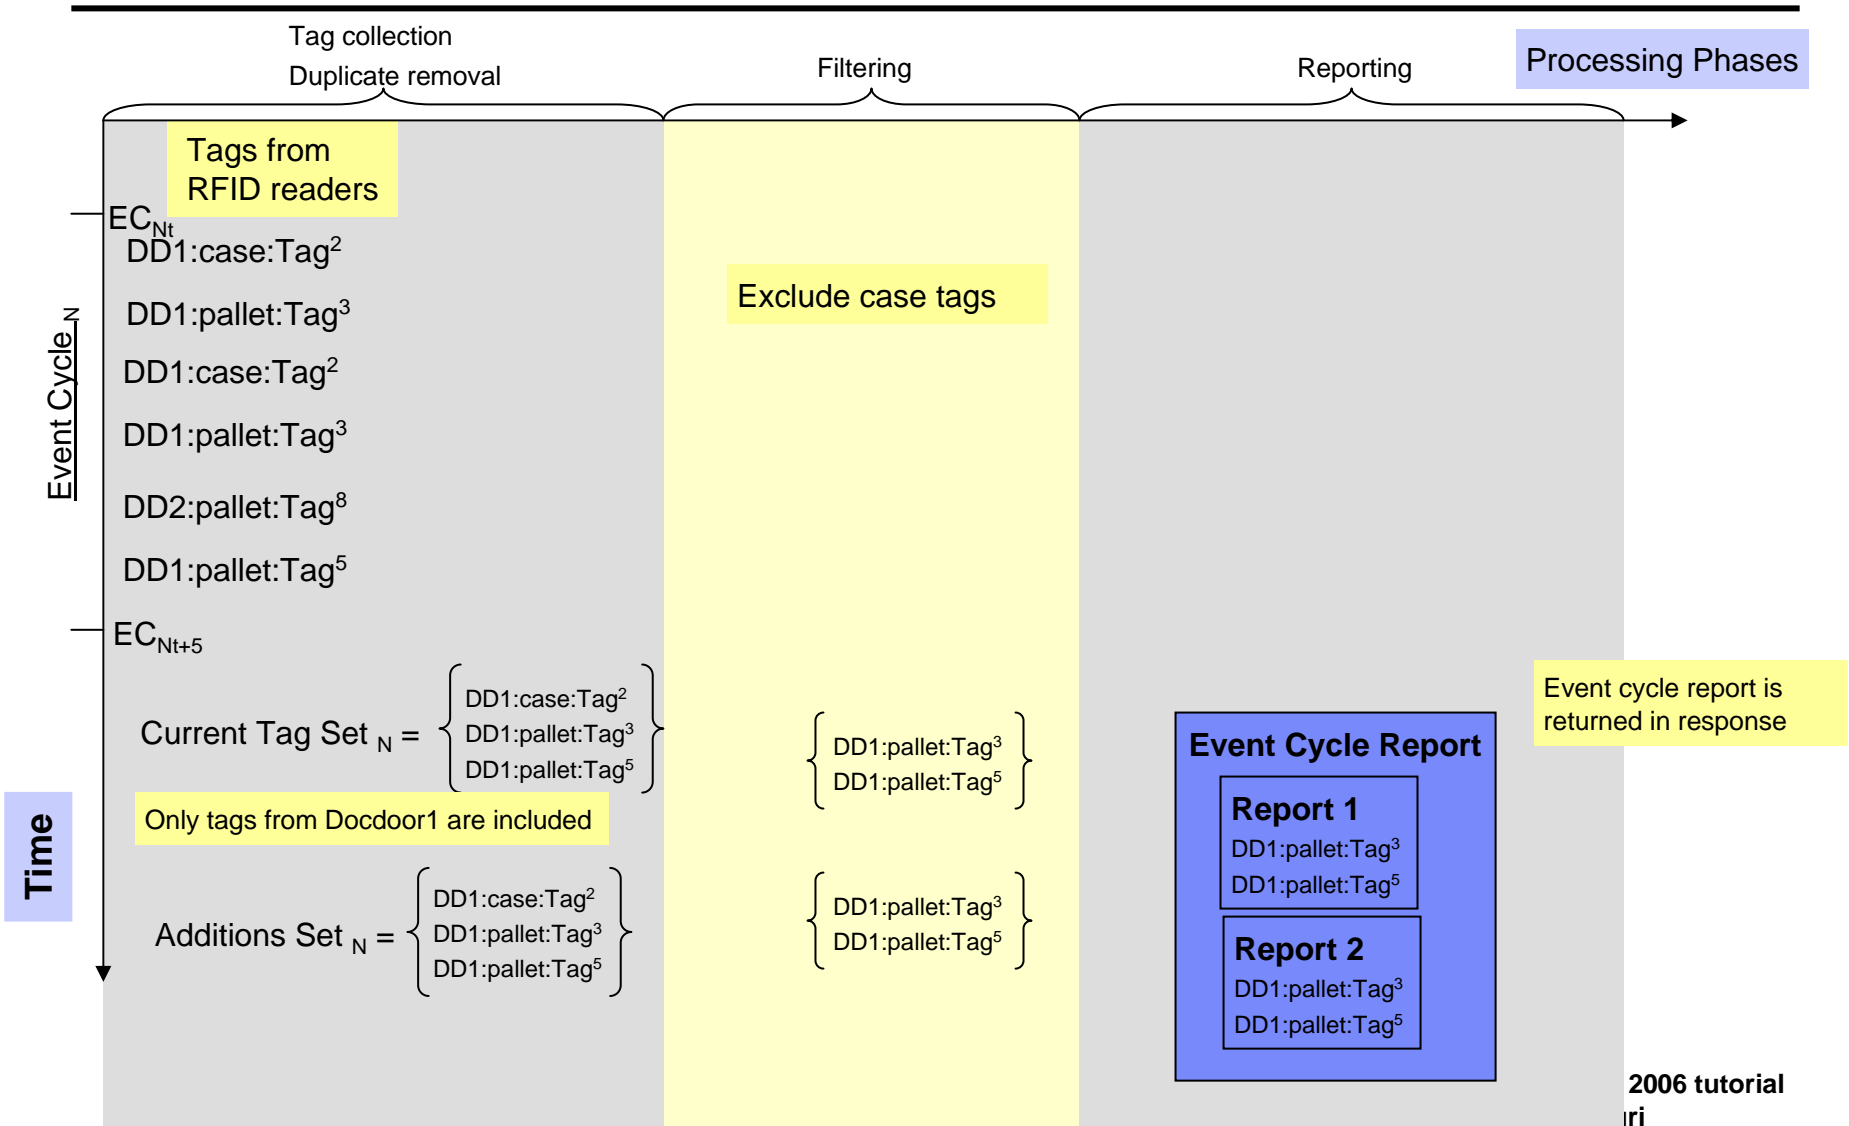 Tag collection
Duplicate removal
Filtering
Reporting
Processing Phases
Tags from
RFID readers
EC_Nt
DD1:case:Tag²
DD1:pallet:Tag³
DD1:case:Tag²
DD1:pallet:Tag³
DD2:pallet:Tag⁸
DD1:pallet:Tag⁵
EC_Nt+5
Event Cycle N
Exclude case tags
Current Tag Set N =
DD1:case:Tag²
DD1:pallet:Tag³
DD1:pallet:Tag⁵
DD1:pallet:Tag³
DD1:pallet:Tag⁵
Only tags from Docdoor1 are included
Additions Set N =
DD1:case:Tag²
DD1:pallet:Tag³
DD1:pallet:Tag⁵
DD1:pallet:Tag³
DD1:pallet:Tag⁵
Time
Event Cycle Report
Report 1
DD1:pallet:Tag³
DD1:pallet:Tag⁵
Report 2
DD1:pallet:Tag³
DD1:pallet:Tag⁵
Event cycle report is
returned in response
2006 tutorial